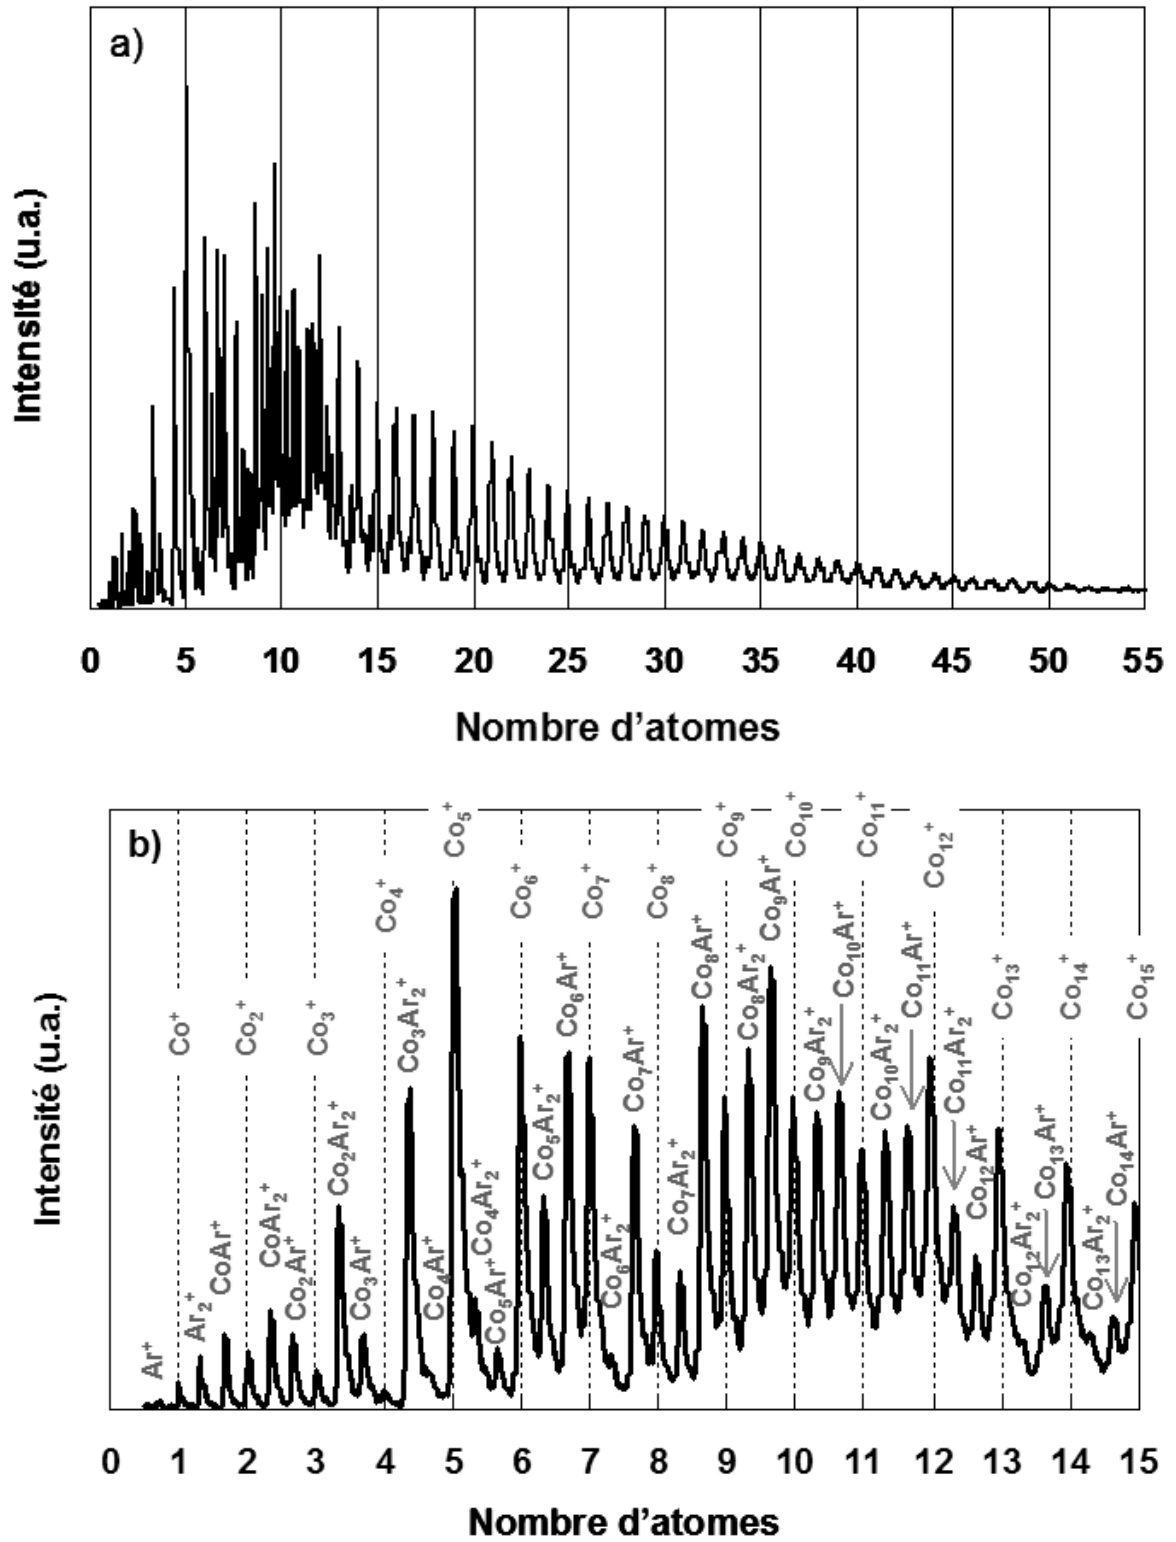 a)
Intensité (u.a.)
0 5 10 15 20 25 30 35 40 45 50 55
Nombre d’atomes
b)
Intensité (u.a.)
Ar⁺
Co⁺
Ar₂⁺
CoAr⁺
Co₂⁺
CoAr₂⁺
Co₂Ar⁺
Co₃⁺
Co₂Ar₂⁺
Co₃Ar⁺
Co₄⁺
Co₃Ar₂⁺
Co₄Ar⁺
Co₅⁺
Co₄Ar₂⁺
Co₅Ar⁺
Co₆⁺
Co₅Ar₂⁺
Co₆Ar⁺
Co₇⁺
Co₆Ar₂⁺
Co₇Ar⁺
Co₈⁺
Co₇Ar₂⁺
Co₈Ar⁺
Co₉⁺
Co₈Ar₂⁺
Co₉Ar⁺
Co₁₀⁺
Co₉Ar₂⁺
Co₁₀Ar⁺
Co₁₁⁺
Co₁₀Ar₂⁺
Co₁₁Ar⁺
Co₁₂⁺
Co₁₁Ar₂⁺
Co₁₂Ar⁺
Co₁₃⁺
Co₁₂Ar₂⁺
Co₁₃Ar⁺
Co₁₄⁺
Co₁₃Ar₂⁺
Co₁₄Ar⁺
Co₁₅⁺
0 1 2 3 4 5 6 7 8 9 10 11 12 13 14 15
Nombre d’atomes